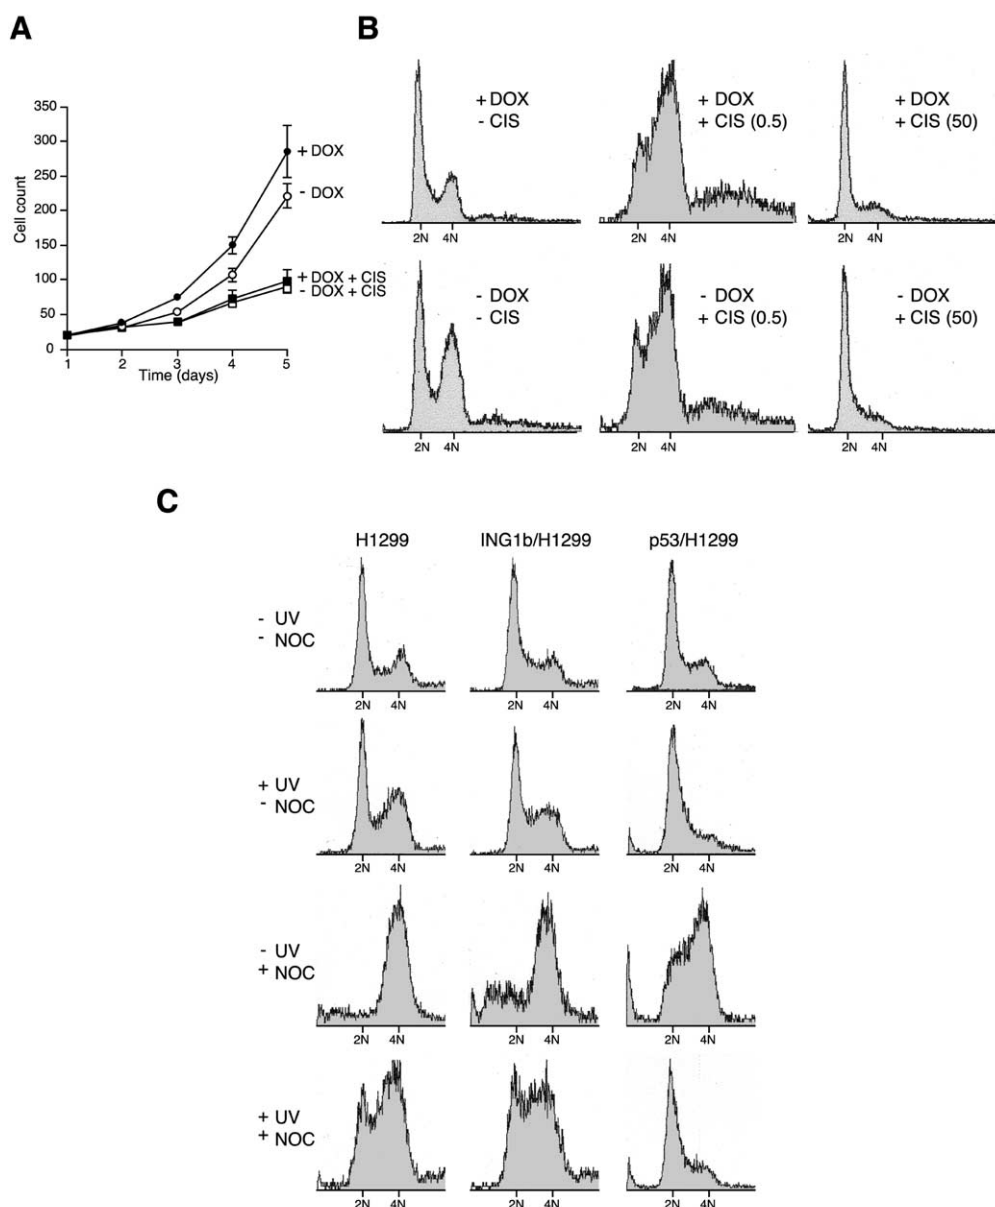 A
350
300
250
200
150
100
50
0
Cell count
1 2 3 4 5
Time (days)
+ DOX
- DOX
+ DOX + CIS
- DOX + CIS
B
+ DOX
- CIS
2N 4N
+ DOX
+ CIS (0.5)
2N 4N
+ DOX
+ CIS (50)
2N 4N
- DOX
- CIS
2N 4N
- DOX
+ CIS (0.5)
2N 4N
- DOX
+ CIS (50)
2N 4N
C
H1299 ING1b/H1299 p53/H1299
- UV
- NOC
2N 4N 2N 4N 2N 4N
+ UV
- NOC
2N 4N 2N 4N 2N 4N
- UV
+ NOC
2N 4N 2N 4N 2N 4N
+ UV
+ NOC
2N 4N 2N 4N 2N 4N